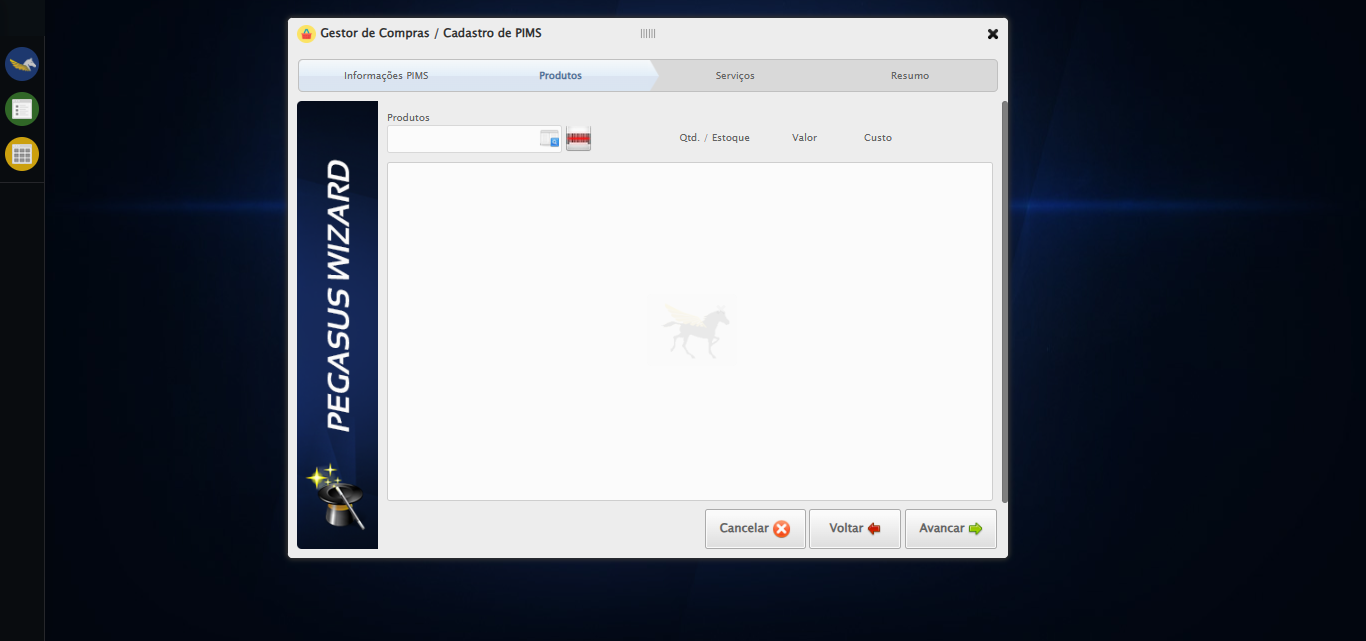 Gestor de Compras / Cadastro de PIMS
Informações PIMS
Produtos
Serviços
Resumo
Produtos
Qtd. / Estoque
Valor
Custo
PEGASUS WIZARD
Cancelar
Voltar
Avancar